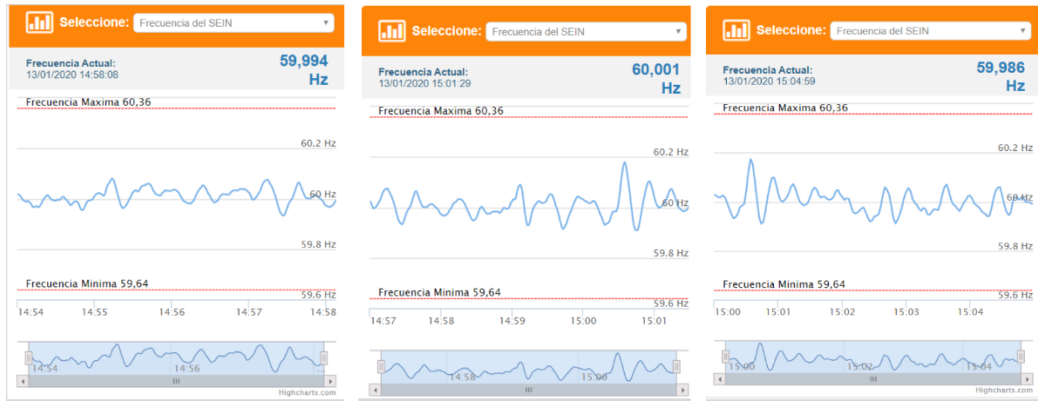 Seleccione: Frecuencia del SEIN
Frecuencia Actual:
13/01/2020 14:58:08
59,994
Hz
Frecuencia Maxima 60,36
60.2 Hz
60 Hz
59.8 Hz
Frecuencia Minima 59,64
59.6 Hz
14:54 14:55 14:56 14:57 14:58
14:54 14:56
Highcharts.com
Seleccione: Frecuencia del SEIN
Frecuencia Actual:
13/01/2020 15:01:29
60,001
Hz
Frecuencia Maxima 60,36
60.2 Hz
60 Hz
59.8 Hz
Frecuencia Minima 59,64
59.6 Hz
14:57 14:58 14:59 15:00 15:01
14:58 15:00
Seleccione: Frecuencia del SEIN
Frecuencia Actual:
13/01/2020 15:04:59
59,986
Hz
Frecuencia Maxima 60,36
60.2 Hz
60 Hz
59.8 Hz
Frecuencia Minima 59,64
59.6 Hz
15:00 15:01 15:02 15:03 15:04
15:00 15:02 15:04